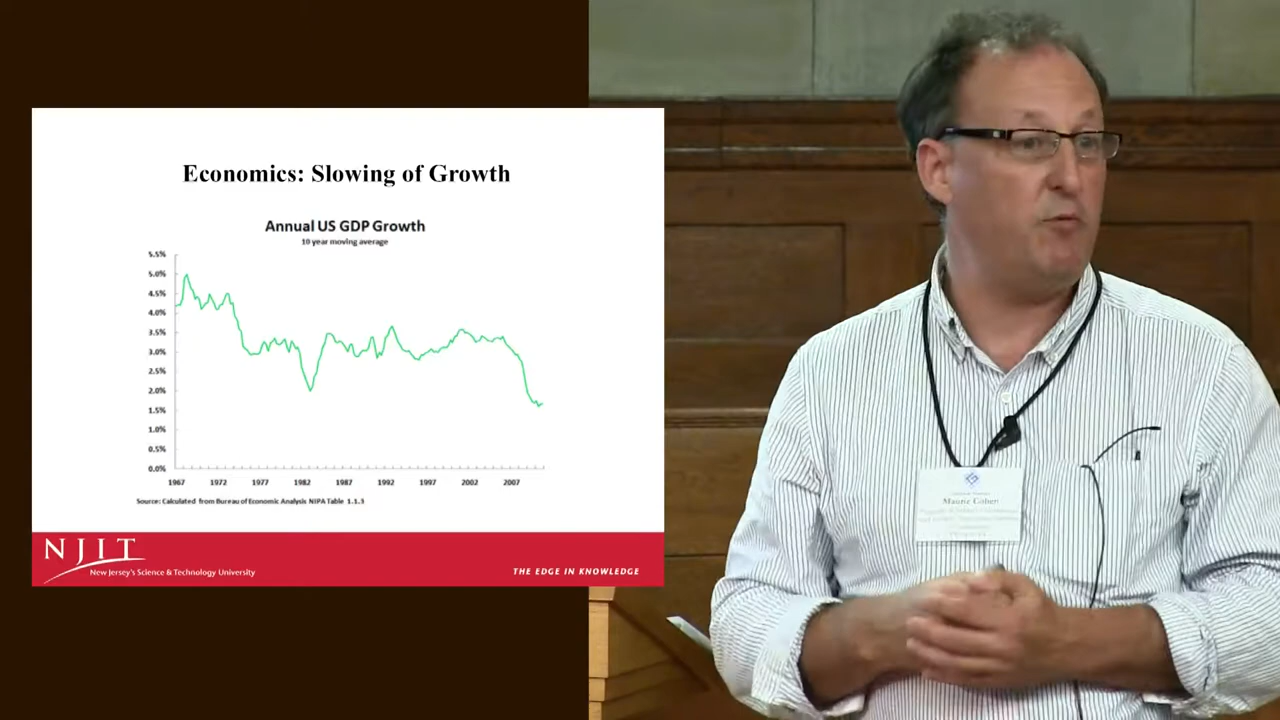 Economics: Slowing of Growth
Annual US GDP Growth
10 year moving average
5.5%
5.0%
4.5%
4.0%
3.5%
3.0%
2.5%
2.0%
1.5%
1.0%
0.5%
0.0%
1967 1972 1977 1982 1987 1992 1997 2002 2007
Source: Calculated from Bureau of Economic Analysis NIPA Table 1.1.3
NJIT
New Jersey's Science & Technology University
THE EDGE IN KNOWLEDGE
Maurie Cohen